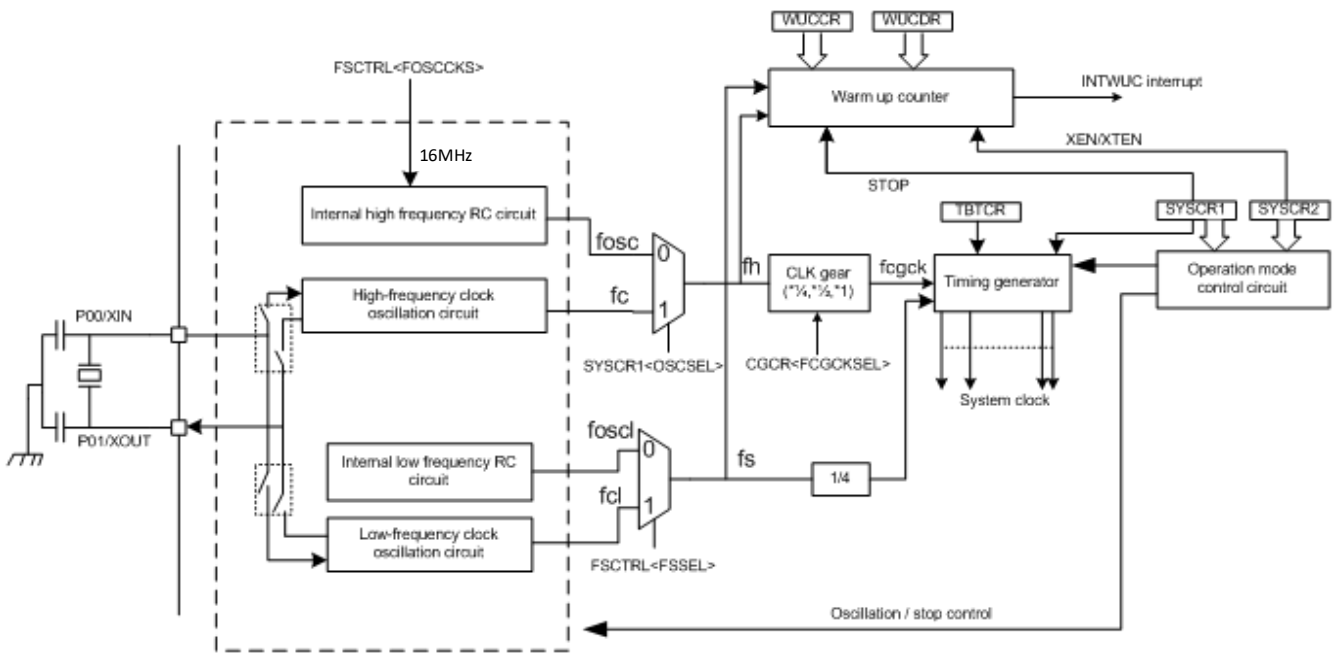 WUCCR
WUCDR
FSCTRL<FOSCCKS>
Warm up counter
INTWUC interrupt
16MHz
XEN/XTEN
STOP
Internal high frequency RC circuit
TBTCR
SYSCR1
SYSCR2
fosc
0
fh
CLK gear
(*¼,*½,*1)
fcgck
Timing generator
Operation mode
control circuit
High-frequency clock
oscillation circuit
fc
1
P00/XIN
SYSCR1<OSCSEL>
CGCR<FCGCKSEL>
System clock
P01/XOUT
foscl
0
Internal low frequency RC
circuit
fs
1/4
fcl
1
Low-frequency clock
oscillation circuit
FSCTRL<FSSEL>
Oscillation / stop control